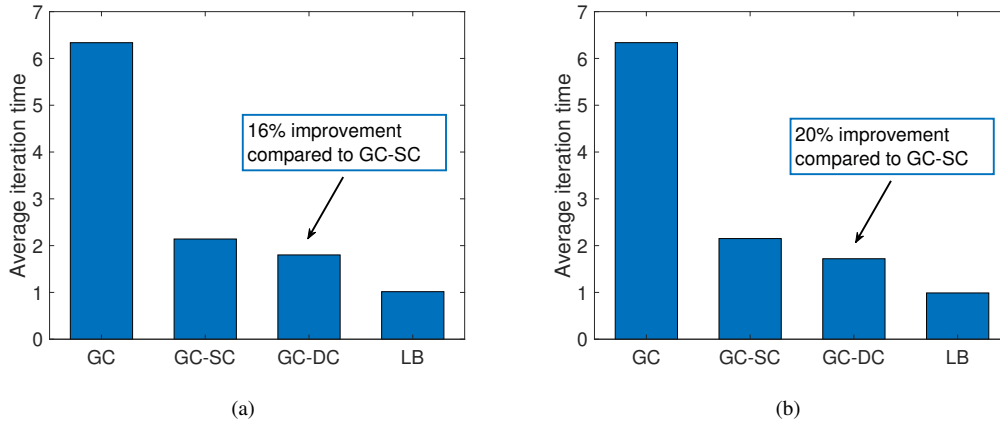 7
6
5
4
3
2
1
0
Average iteration time
16% improvement
compared to GC-SC
GC GC-SC GC-DC LB
(a)
7
6
5
4
3
2
1
0
Average iteration time
20% improvement
compared to GC-SC
GC GC-SC GC-DC LB
(b)